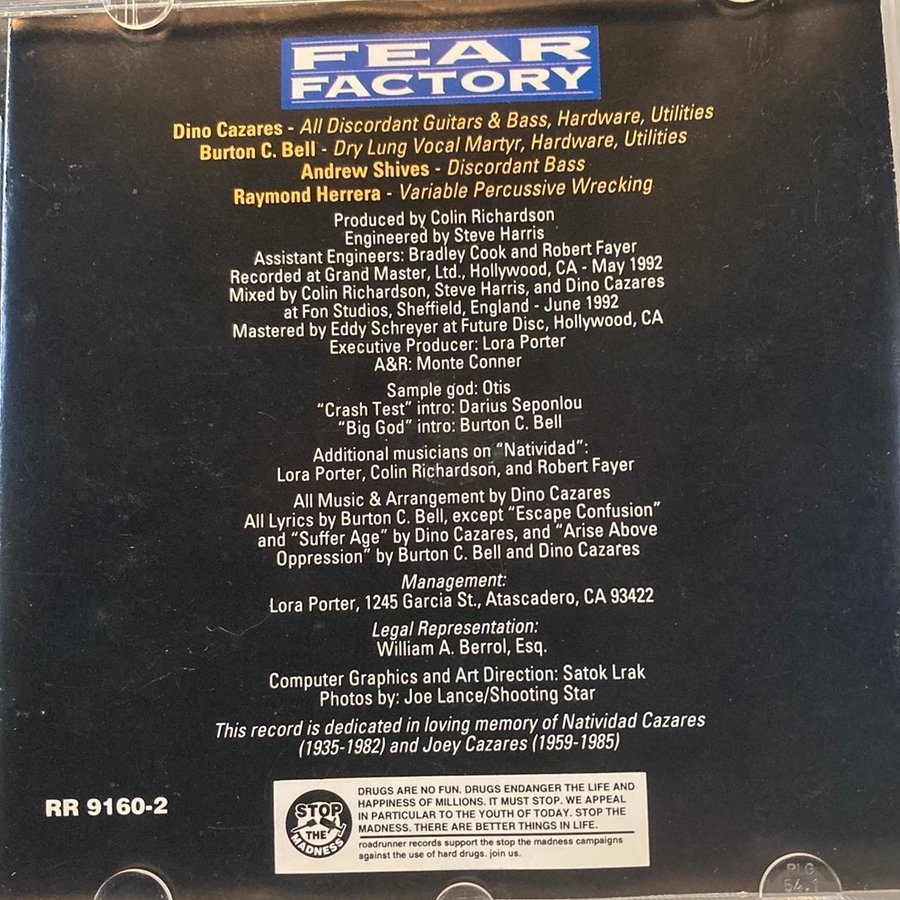 FEAR
FACTORY
Dino Cazares - All Discordant Guitars & Bass, Hardware, Utilities
Burton C. Bell - Dry Lung Vocal Martyr, Hardware, Utilities
Andrew Shives - Discordant Bass
Raymond Herrera - Variable Percussive Wrecking
Produced by Colin Richardson
Engineered by Steve Harris
Assistant Engineers: Bradley Cook and Robert Fayer
Recorded at Grand Master, Ltd., Hollywood, CA - May 1992
Mixed by Colin Richardson, Steve Harris, and Dino Cazares
at Fon Studios, Sheffield, England - June 1992
Mastered by Eddy Schreyer at Future Disc, Hollywood, CA
Executive Producer: Lora Porter
A&R: Monte Conner
Sample god: Otis
“Crash Test” intro: Darius Seponlou
“Big God” intro: Burton C. Bell
Additional musicians on “Natividad”:
Lora Porter, Colin Richardson, and Robert Fayer
All Music & Arrangement by Dino Cazares
All Lyrics by Burton C. Bell, except “Escape Confusion”
and “Suffer Age” by Dino Cazares, and “Arise Above
Oppression” by Burton C. Bell and Dino Cazares
Management:
Lora Porter, 1245 Garcia St., Atascadero, CA 93422
Legal Representation:
William A. Berrol, Esq.
Computer Graphics and Art Direction: Satok Lrak
Photos by: Joe Lance/Shooting Star
This record is dedicated in loving memory of Natividad Cazares
(1935-1982) and Joey Cazares (1959-1985)
RR 9160-2
STOP
THE
MADNESS
DRUGS ARE NO FUN. DRUGS ENDANGER THE LIFE AND
HAPPINESS OF MILLIONS. IT MUST STOP. WE APPEAL
IN PARTICULAR TO THE YOUTH OF TODAY. STOP THE
MADNESS. THERE ARE BETTER THINGS IN LIFE.
roadrunner records support the stop the madness campaigns
against the use of hard drugs. join us.
PLG
54.1